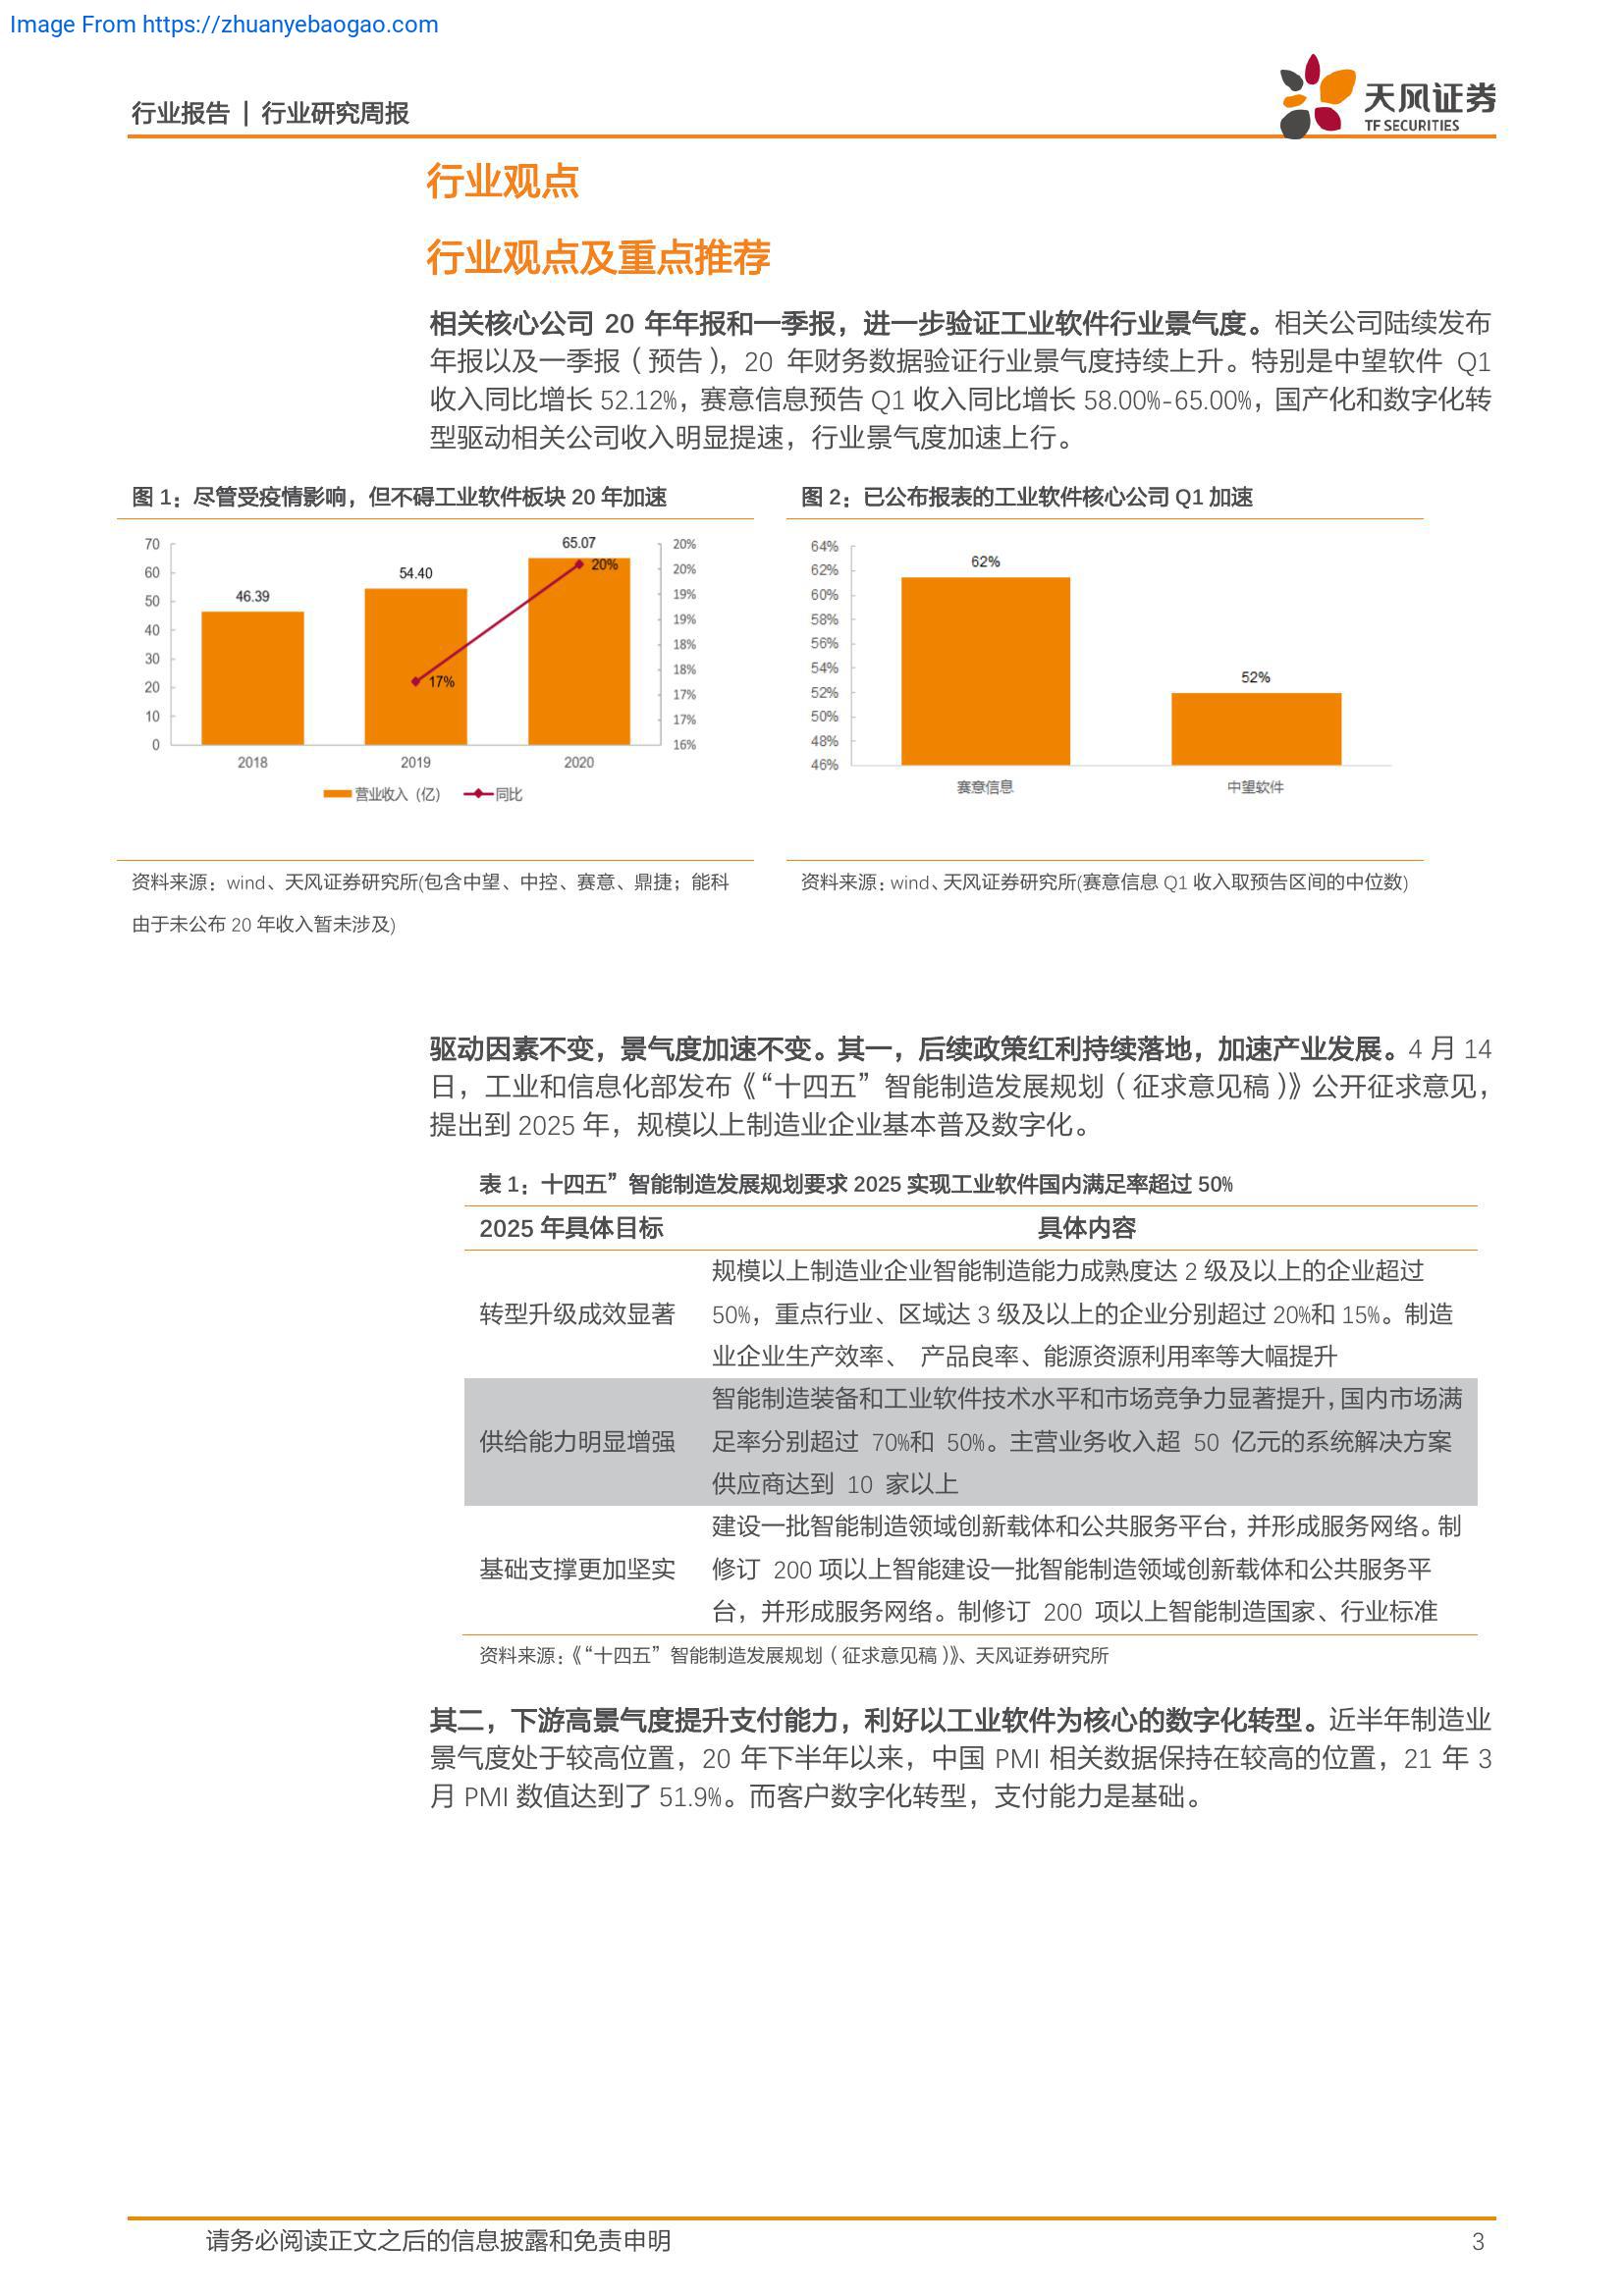 Image From https://zhuanyebaogao.com
行业报告 | 行业研究周报
天风证券
TF SECURITIES
行业观点
行业观点及重点推荐
相关核心公司 20 年年报和一季报，进一步验证工业软件行业景气度。相关公司陆续发布
年报以及一季报（预告），20 年财务数据验证行业景气度持续上升。特别是中望软件 Q1
收入同比增长 52.12%，赛意信息预告 Q1 收入同比增长 58.00%-65.00%，国产化和数字化转
型驱动相关公司收入明显提速，行业景气度加速上行。
图 1：尽管受疫情影响，但不碍工业软件板块 20 年加速
70
60
50
40
30
20
10
0
46.39
54.40
65.07
17%
20%
20%
20%
19%
19%
18%
18%
17%
17%
16%
2018
2019
2020
营业收入（亿）
同比
资料来源：wind、天风证券研究所(包含中望、中控、赛意、鼎捷；能科
由于未公布 20 年收入暂未涉及)
图 2：已公布报表的工业软件核心公司 Q1 加速
64%
62%
60%
58%
56%
54%
52%
50%
48%
46%
62%
52%
赛意信息
中望软件
资料来源：wind、天风证券研究所(赛意信息 Q1 收入取预告区间的中位数)
驱动因素不变，景气度加速不变。其一，后续政策红利持续落地，加速产业发展。4 月 14
日，工业和信息化部发布《“十四五”智能制造发展规划（征求意见稿）》公开征求意见，
提出到 2025 年，规模以上制造业企业基本普及数字化。
表 1：十四五”智能制造发展规划要求 2025 实现工业软件国内满足率超过 50%
2025 年具体目标 具体内容
规模以上制造业企业智能制造能力成熟度达 2 级及以上的企业超过
转型升级成效显著 50%，重点行业、区域达 3 级及以上的企业分别超过 20%和 15%。制造
业企业生产效率、 产品良率、能源资源利用率等大幅提升
智能制造装备和工业软件技术水平和市场竞争力显著提升，国内市场满
供给能力明显增强 足率分别超过 70%和 50%。主营业务收入超 50 亿元的系统解决方案
供应商达到 10 家以上
建设一批智能制造领域创新载体和公共服务平台，并形成服务网络。制
基础支撑更加坚实 修订 200 项以上智能建设一批智能制造领域创新载体和公共服务平
台，并形成服务网络。制修订 200 项以上智能制造国家、行业标准
资料来源：《“十四五”智能制造发展规划（征求意见稿）》、天风证券研究所
其二，下游高景气度提升支付能力，利好以工业软件为核心的数字化转型。近半年制造业
景气度处于较高位置，20 年下半年以来，中国 PMI 相关数据保持在较高的位置，21 年 3
月 PMI 数值达到了 51.9%。而客户数字化转型，支付能力是基础。
请务必阅读正文之后的信息披露和免责申明
3